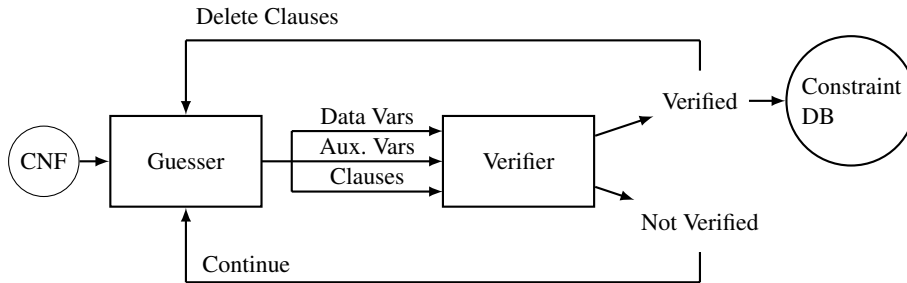 Delete Clauses
Constraint
DB
Verified
Data Vars
CNF
Guesser
Aux. Vars
Verifier
Clauses
Not Verified
Continue